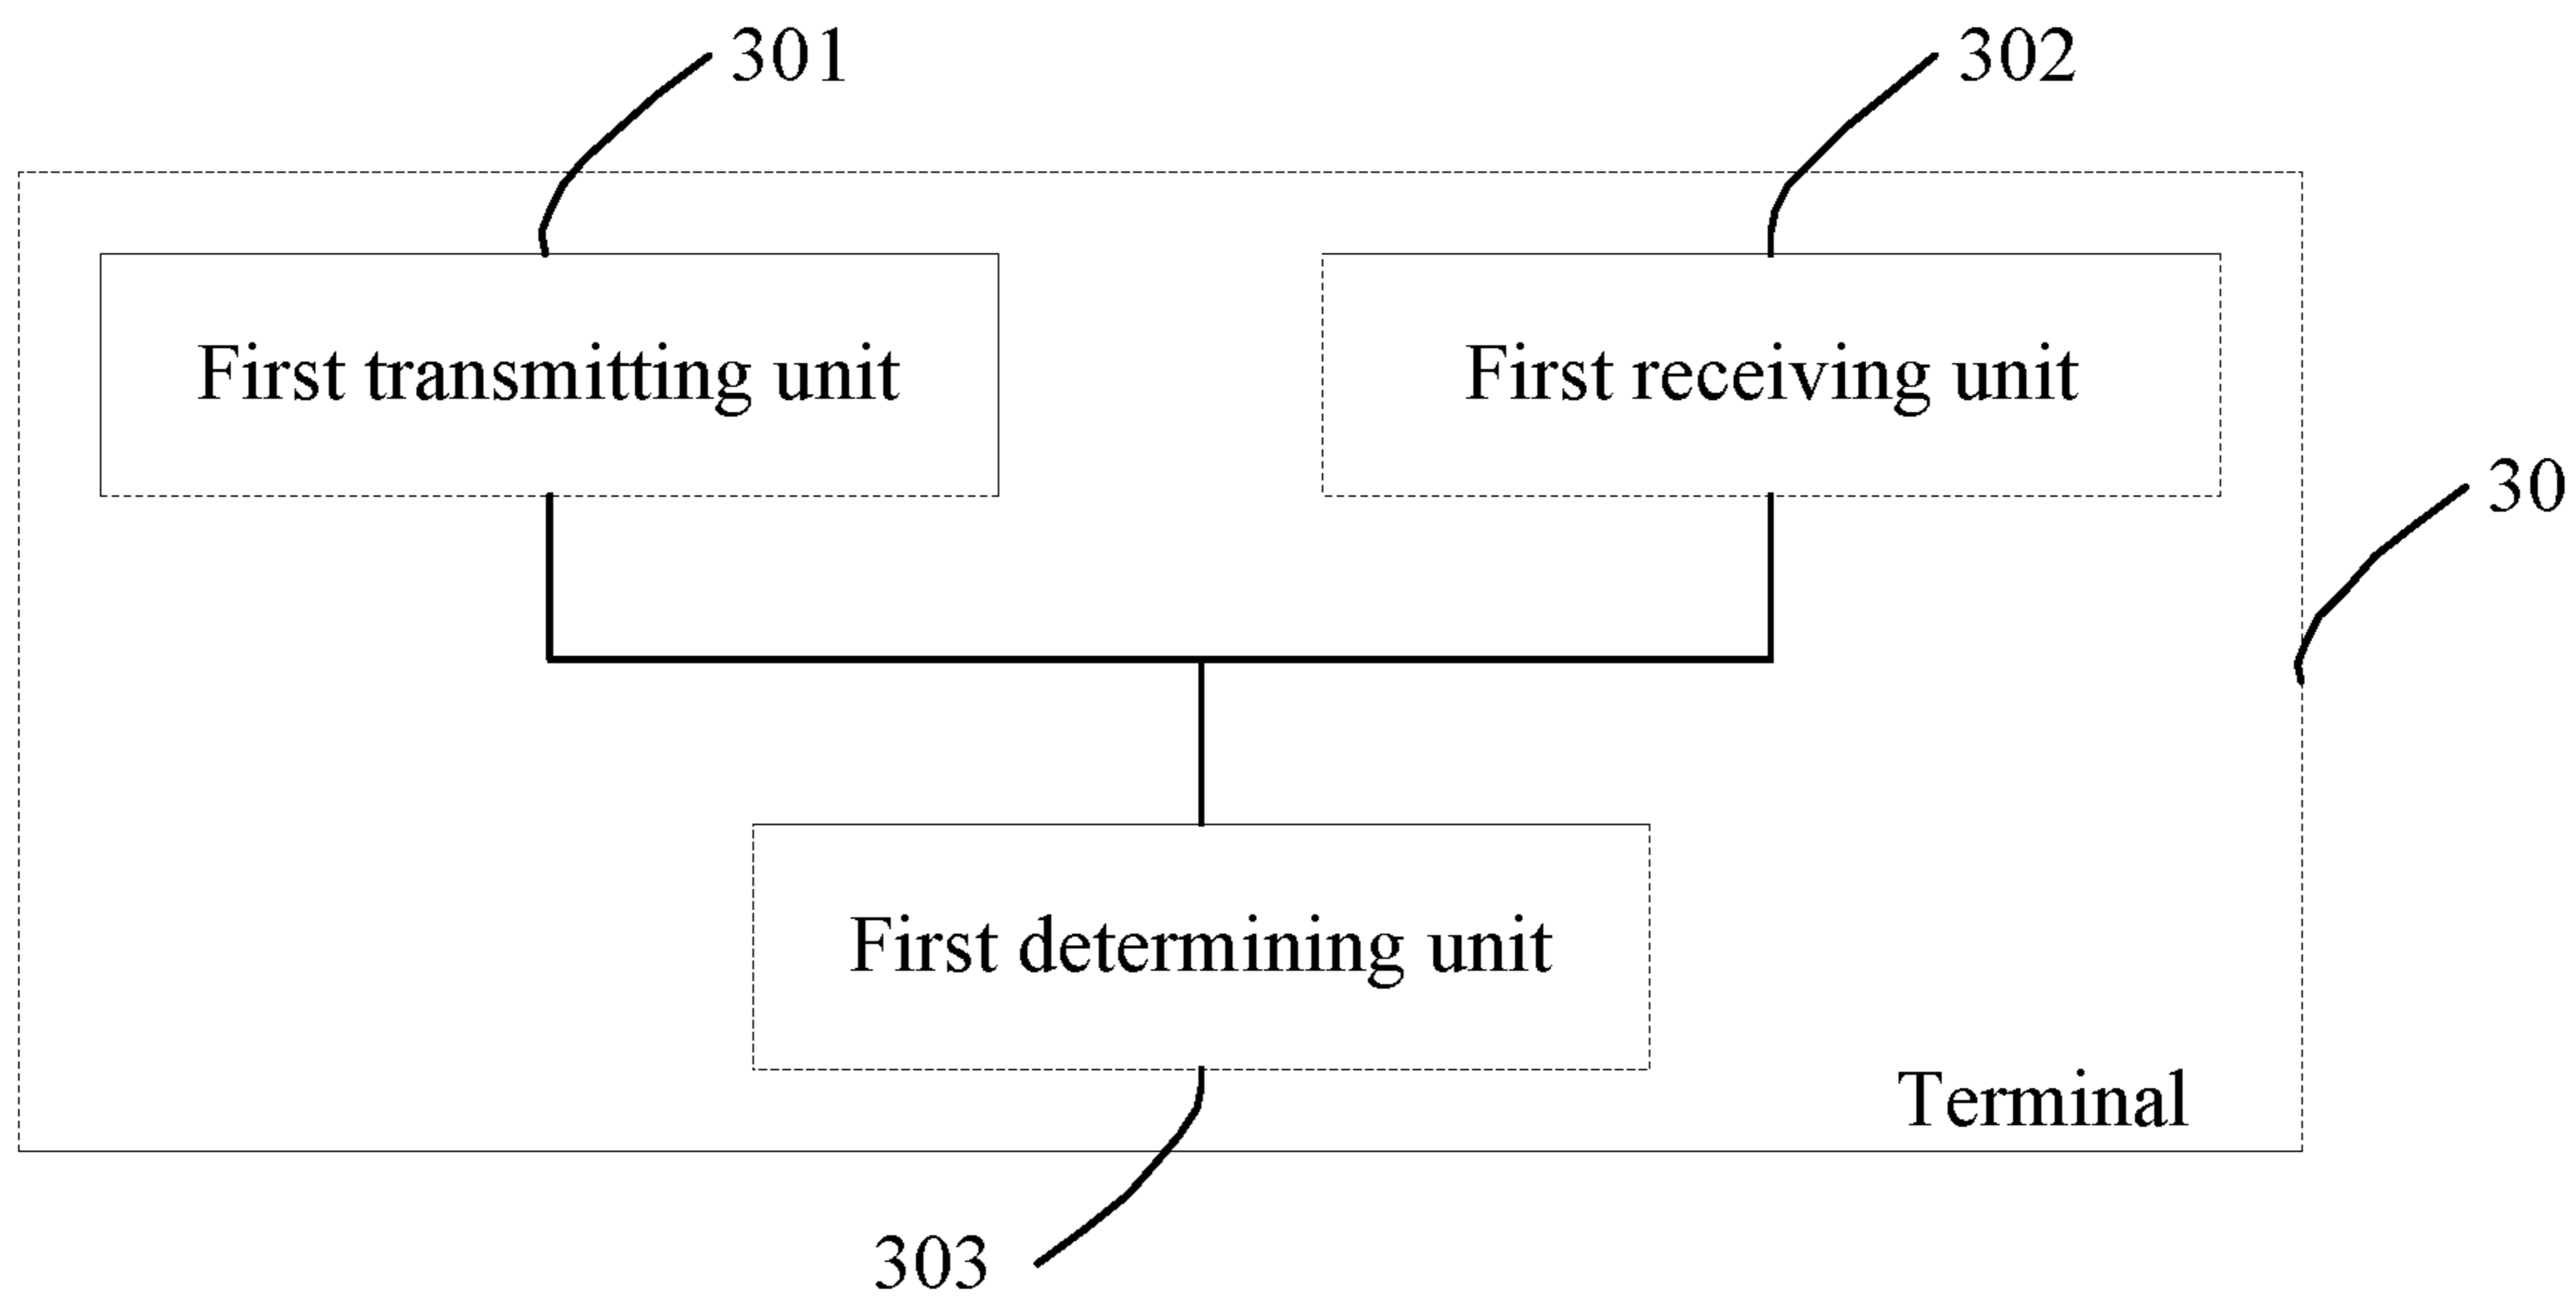 301
302
First transmitting unit
First receiving unit
30
First determining unit
Terminal
303